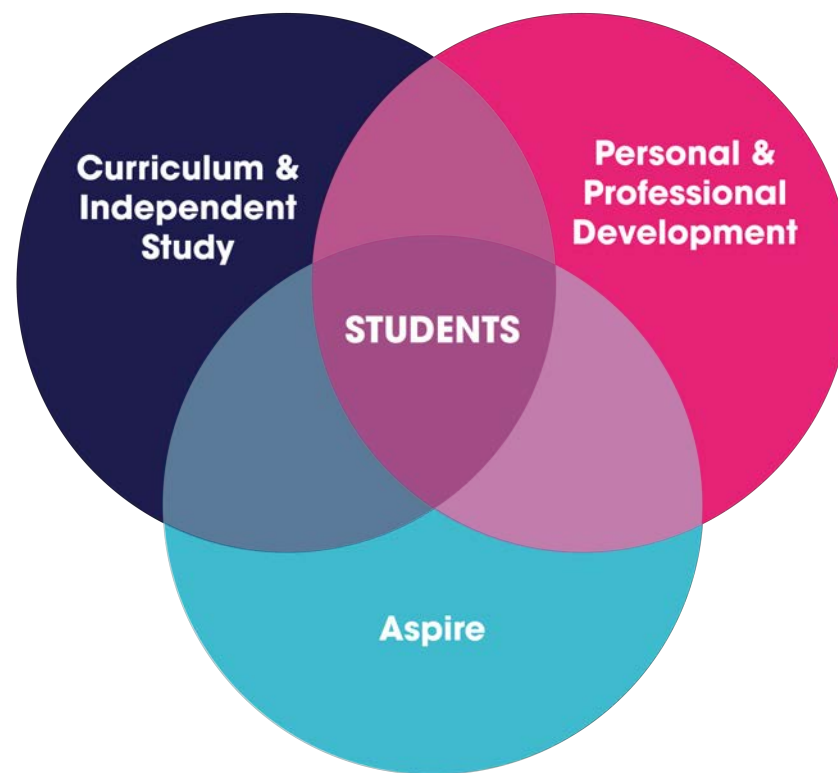 Curriculum &
Independent
Study
Personal &
Professional
Development
STUDENTS
Aspire